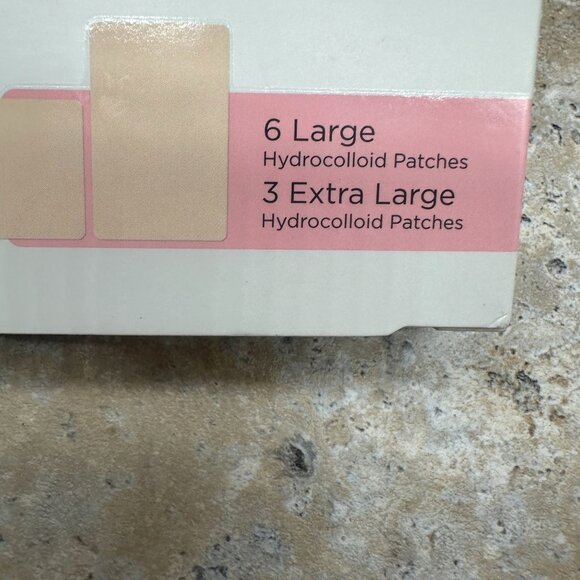 6 Large
Hydrocolloid Patches
3 Extra Large
Hydrocolloid Patches